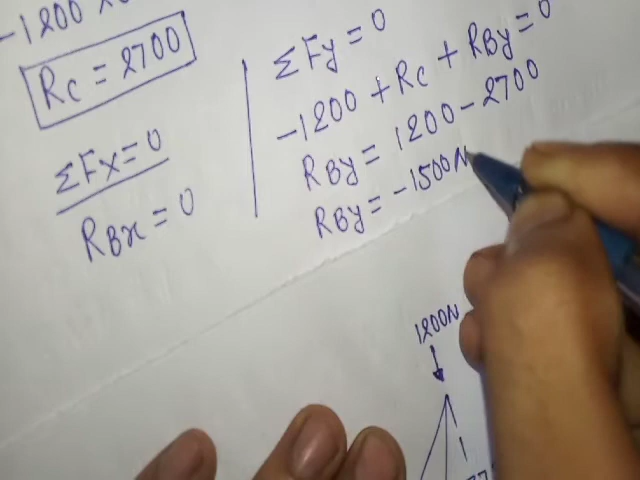 -1200 ×
Rc = 2700
ΣFx = 0
RBx = 0
ΣFy = 0
-1200 + Rc + RBy = 0
RBy = 1200 - 2700
RBy = -1500N
1200N